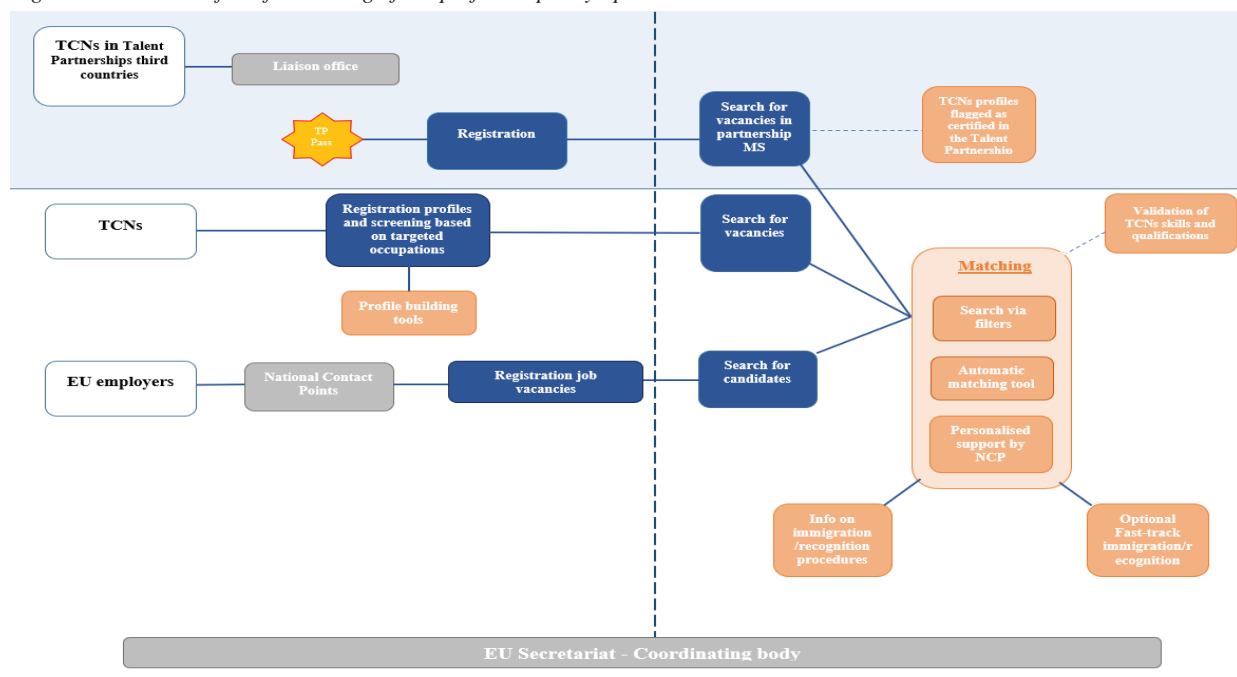 TCNs in Talent
Partnerships third
countries
Liaison office
TP
Pass
Registration
Search for
vacancies in
partnership
MS
TCNs profiles
flagged as
certified in
the Talent
Partnership
TCNs
Registration profiles
and screening based
on targeted
occupations
Search for
vacancies
Validation of
TCNs skills and
qualifications
Profile building
tools
Matching
Search via
filters
Automatic
matching tool
Personalised
support by
NCP
EU employers
National Contact
Points
Registration job
vacancies
Search for
candidates
Info on
immigration
/recognition
procedures
Optional
Fast-track
immigration/r
ecognition
EU Secretariat - Coordinating body